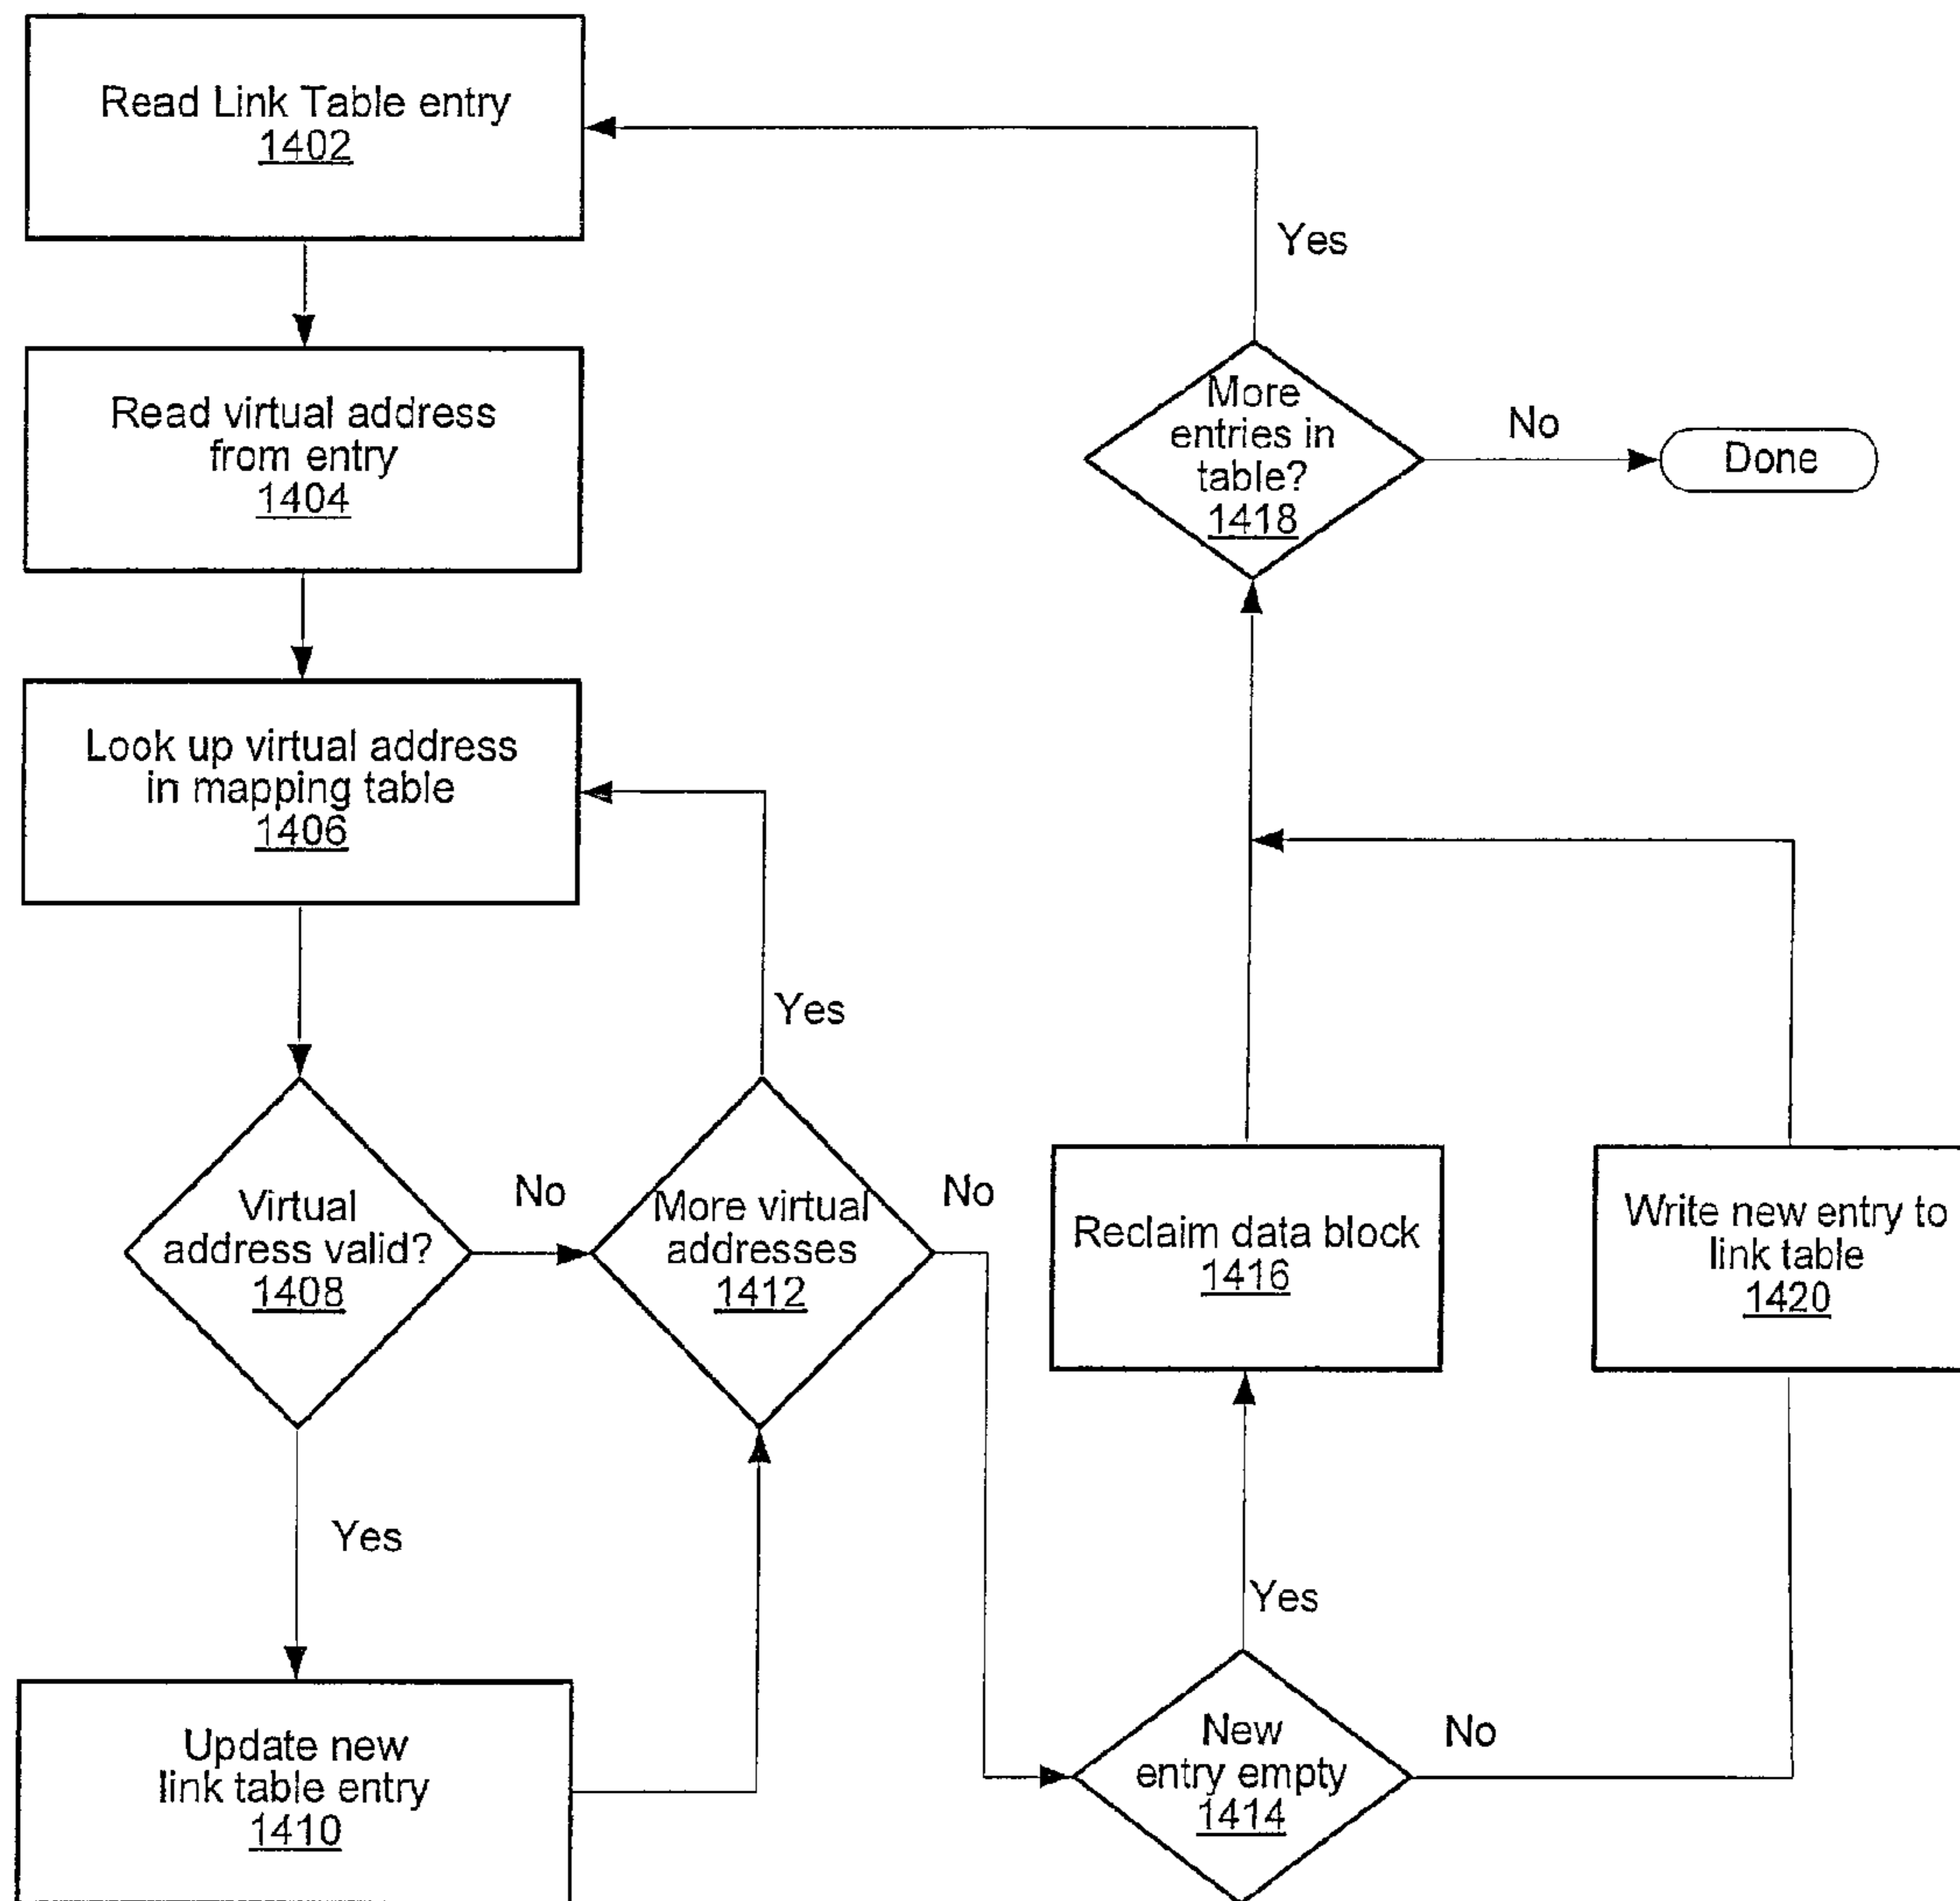 Read Link Table entry
1402
Read virtual address
from entry
1404
Look up virtual address
in mapping table
1406
Virtual
address valid?
1408
Yes
No
Update new
link table entry
1410
More virtual
addresses
1412
Yes
No
New
entry empty
1414
Yes
No
Reclaim data block
1416
Write new entry to
link table
1420
More
entries in
table?
1418
Yes
No
Done